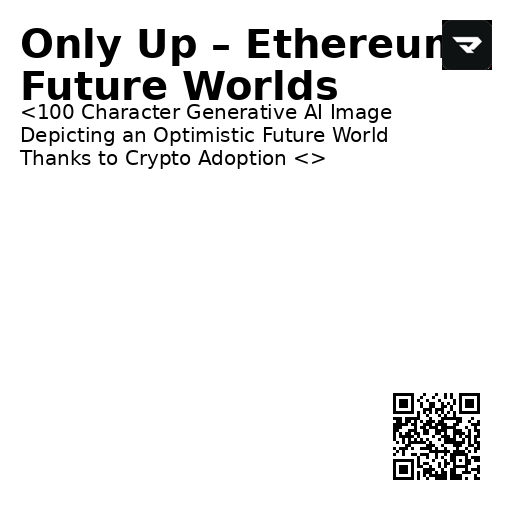 Only Up – Ethereum
Future Worlds
<100 Character Generative AI Image
Depicting an Optimistic Future World
Thanks to Crypto Adoption <>